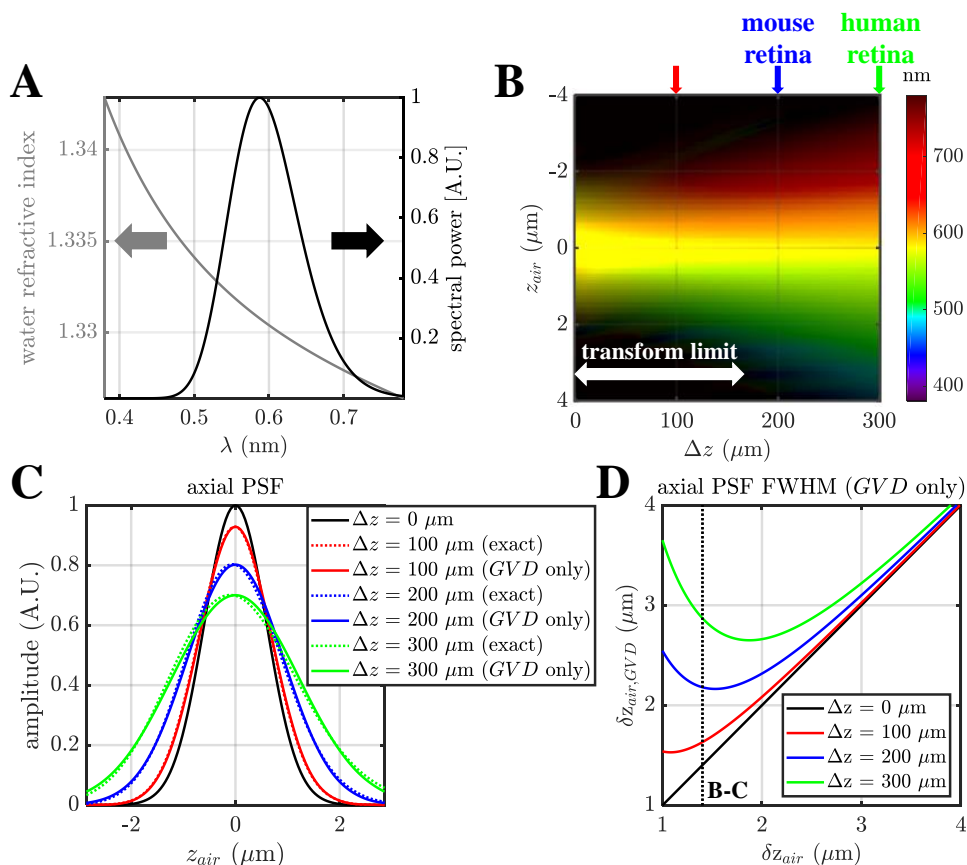 A
water refractive index
1.34
1.335
1.33
0.4
0.5
0.6
0.7
λ (nm)
1
0.8
0.6
0.4
0.2
spectral power [A.U.]
B
mouse
retina
human
retina
nm
-4
-2
0
2
4
z_air (μm)
transform limit
0
100
200
300
Δz (μm)
700
600
500
400
C
axial PSF
1
0.8
0.6
0.4
0.2
0
amplitude (A.U.)
-2
0
2
z_air (μm)
Δz = 0 μm
Δz = 100 μm (exact)
Δz = 100 μm (GVD only)
Δz = 200 μm (exact)
Δz = 200 μm (GVD only)
Δz = 300 μm (exact)
Δz = 300 μm (GVD only)
D
axial PSF FWHM (GVD only)
4
3
2
1
δz_air,GVD (μm)
B-C
Δz = 0 μm
Δz = 100 μm
Δz = 200 μm
Δz = 300 μm
1
2
3
4
δz_air (μm)